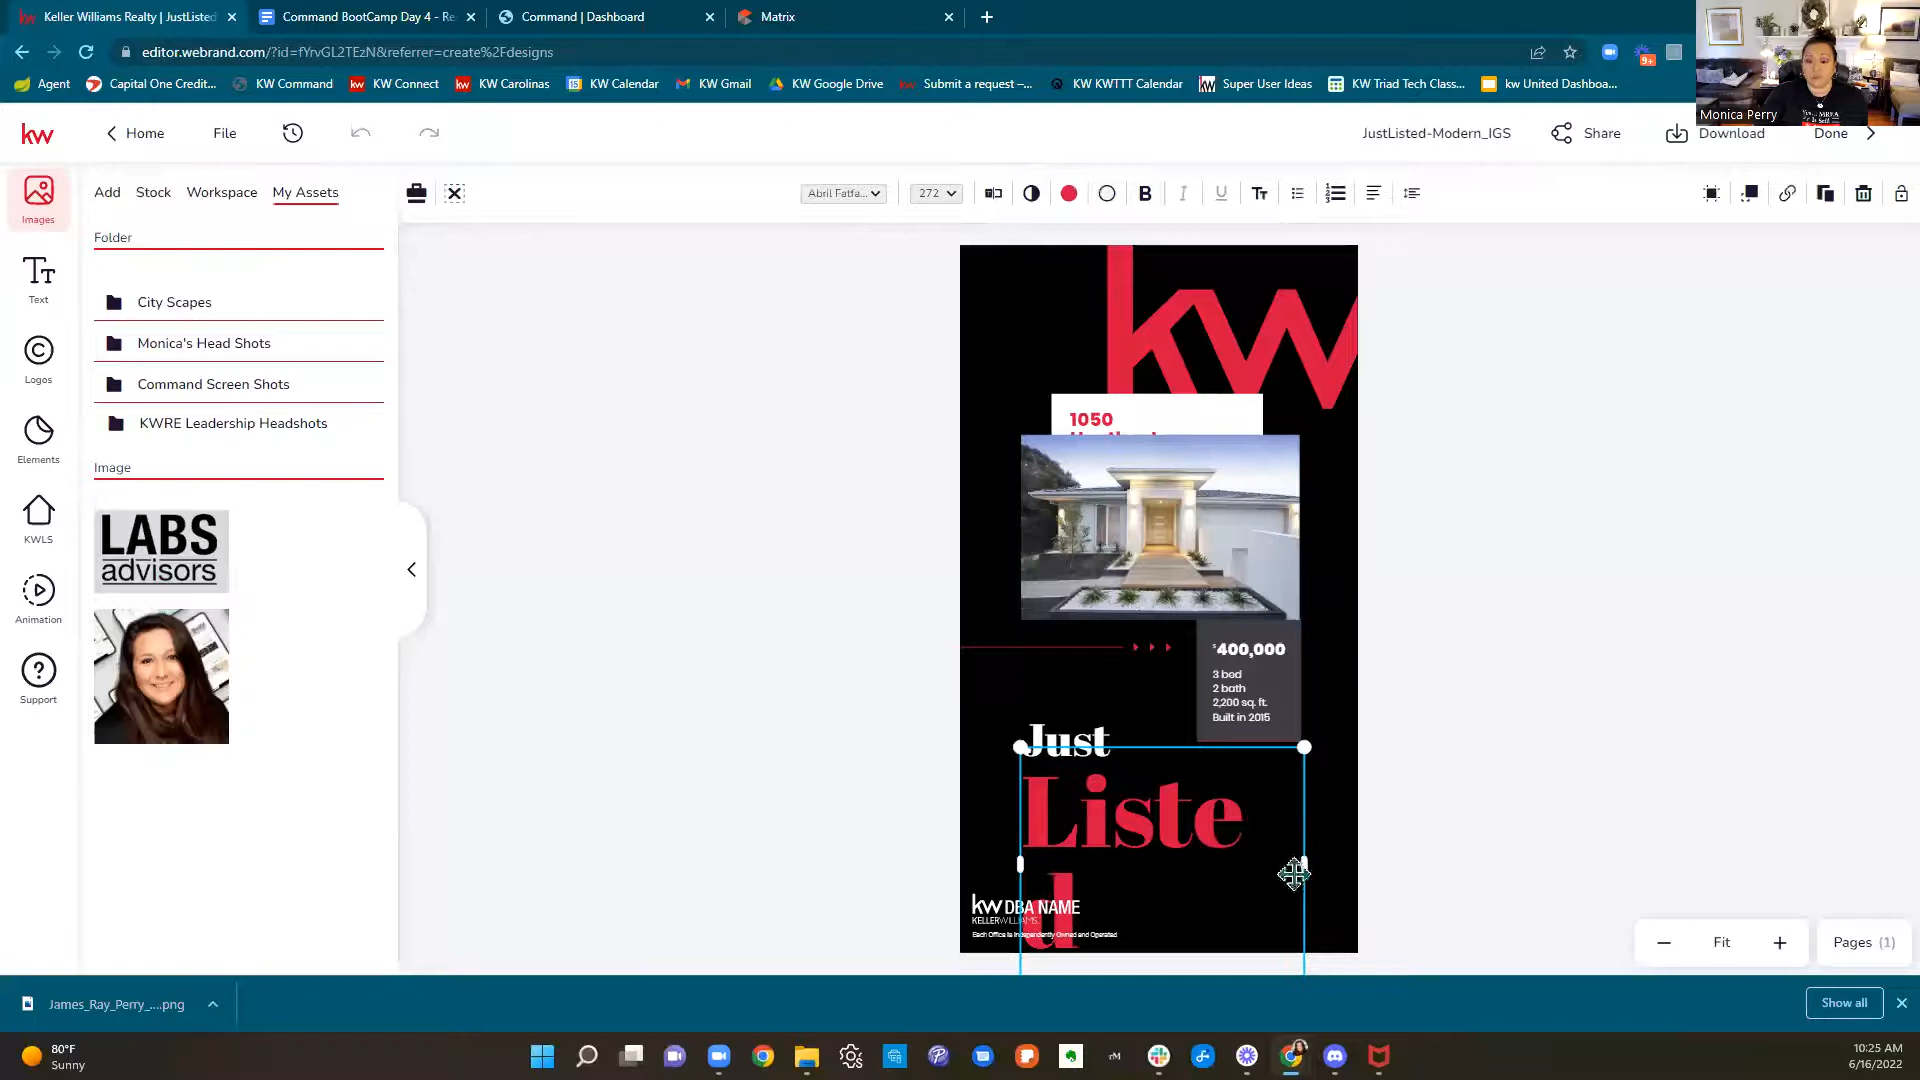 Keller Williams Realty | JustListed
Command BootCamp Day 4 - Re
Command | Dashboard
Matrix
editor.webrand.com/?id=fYrvGL2TEzN&referrer=create%2Fdesigns
9+
Agent
Capital One Credit...
KW Command
KW Connect
KW Carolinas
KW Calendar
KW Gmail
KW Google Drive
Submit a request –...
KW KWTTT Calendar
Super User Ideas
KW Triad Tech Class...
kw United Dashboa...
Monica Perry
kw
Home
File
JustListed-Modern_IGS
Share
Download
Done
Images
Add
Stock
Workspace
My Assets
Abril Fatfa...
272
B
I
U
Folder
Text
City Scapes
Monica's Head Shots
Logos
Command Screen Shots
KWRE Leadership Headshots
Elements
Image
KWLS
LABS
advisors
Animation
Support
kw
1050
$400,000
3 bed
2 bath
2,200 sq. ft.
Built in 2015
Just
Liste
d
kw DBA NAME
KELLERWILLIAMS.
Each Office is Independently Owned and Operated
Fit
Pages (1)
James_Ray_Perry_....png
Show all
80°F
Sunny
rM
10:25 AM
6/16/2022